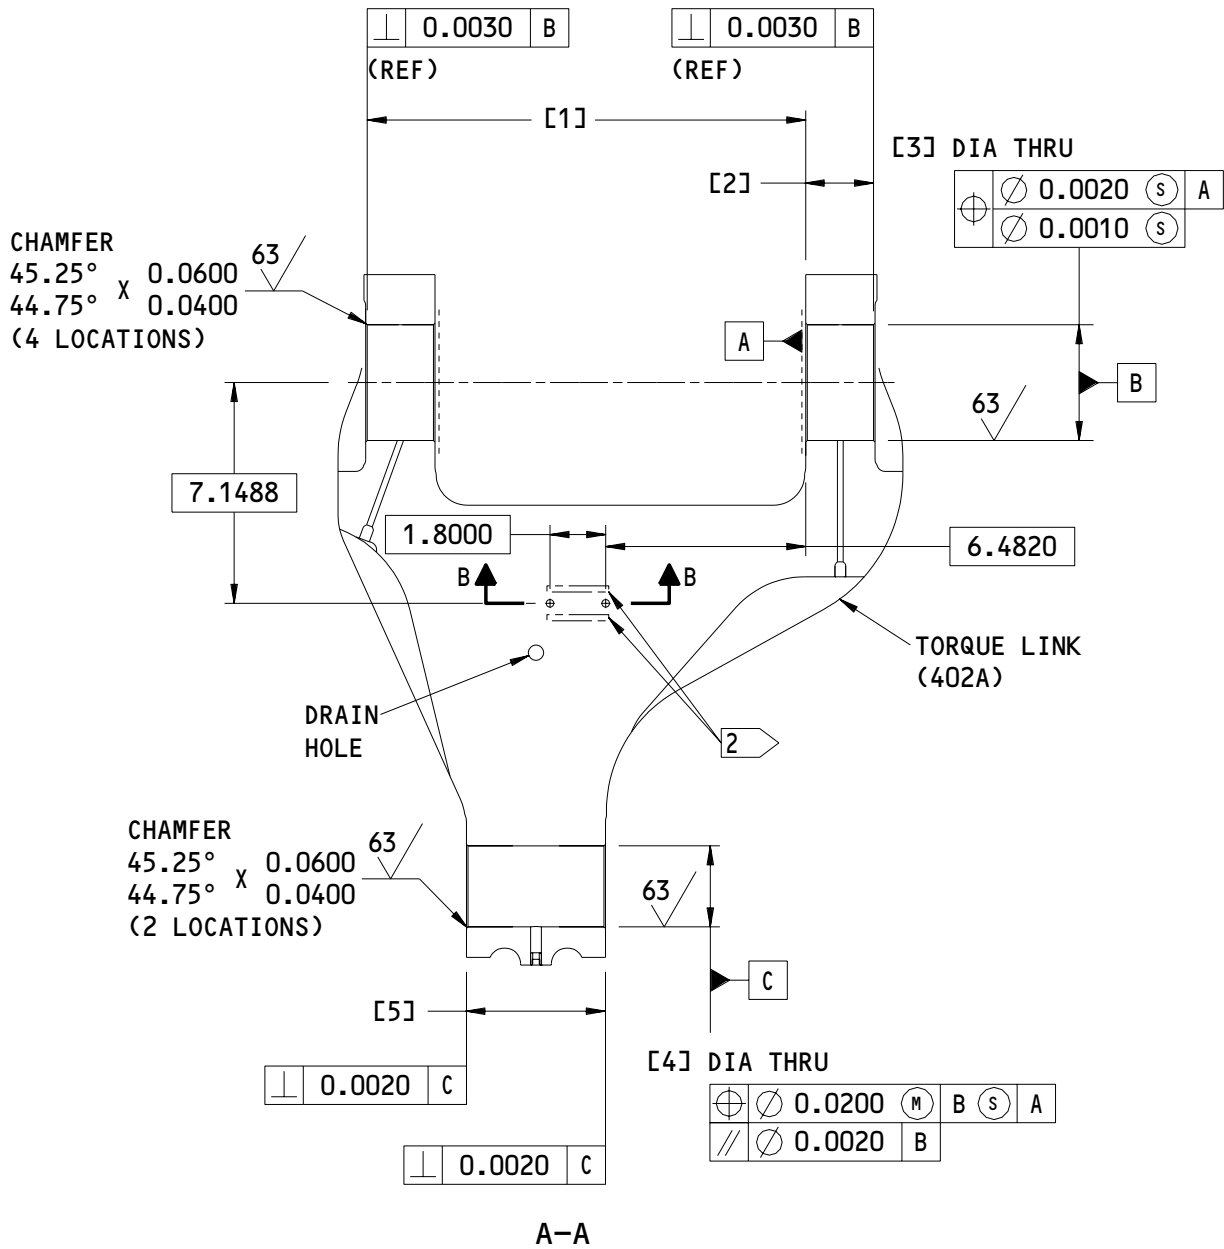 ⊥ 0.0030 B
(REF)
⊥ 0.0030 B
(REF)
[1]
[2]
[3] DIA THRU
⌖ ∅ 0.0020 Ⓢ A
∅ 0.0010 Ⓢ
CHAMFER
45.25° X 0.0600
44.75° 0.0400
(4 LOCATIONS)
63
A
B
63
7.1488
1.8000
6.4820
B
B
TORQUE LINK
(402A)
DRAIN
HOLE
2
CHAMFER
45.25° X 0.0600
44.75° 0.0400
(2 LOCATIONS)
63
63
C
[5]
[4] DIA THRU
⌖ ∅ 0.0200 Ⓜ B Ⓢ A
// ∅ 0.0020 B
⊥ 0.0020 C
⊥ 0.0020 C
A-A